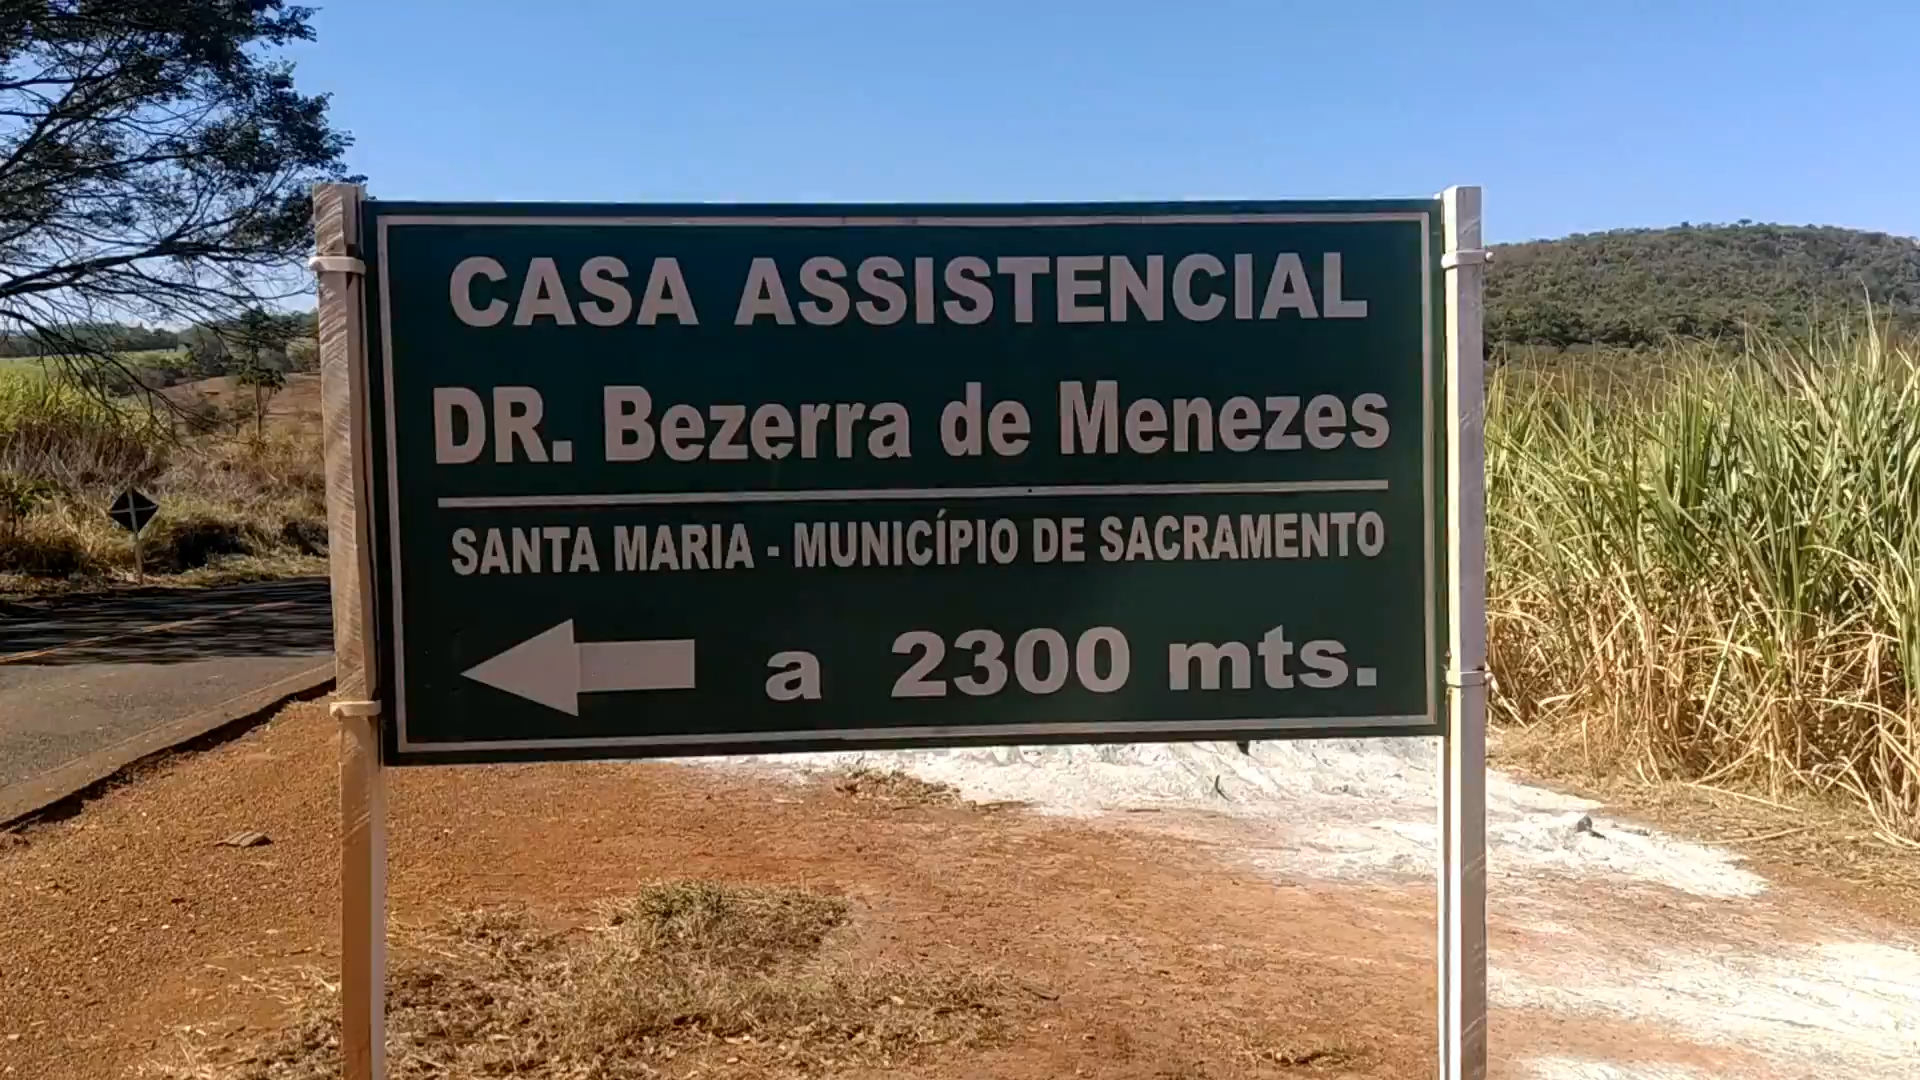 CASA ASSISTENCIAL
DR. Bezerra de Menezes
SANTA MARIA - MUNICÍPIO DE SACRAMENTO
a 2300 mts.